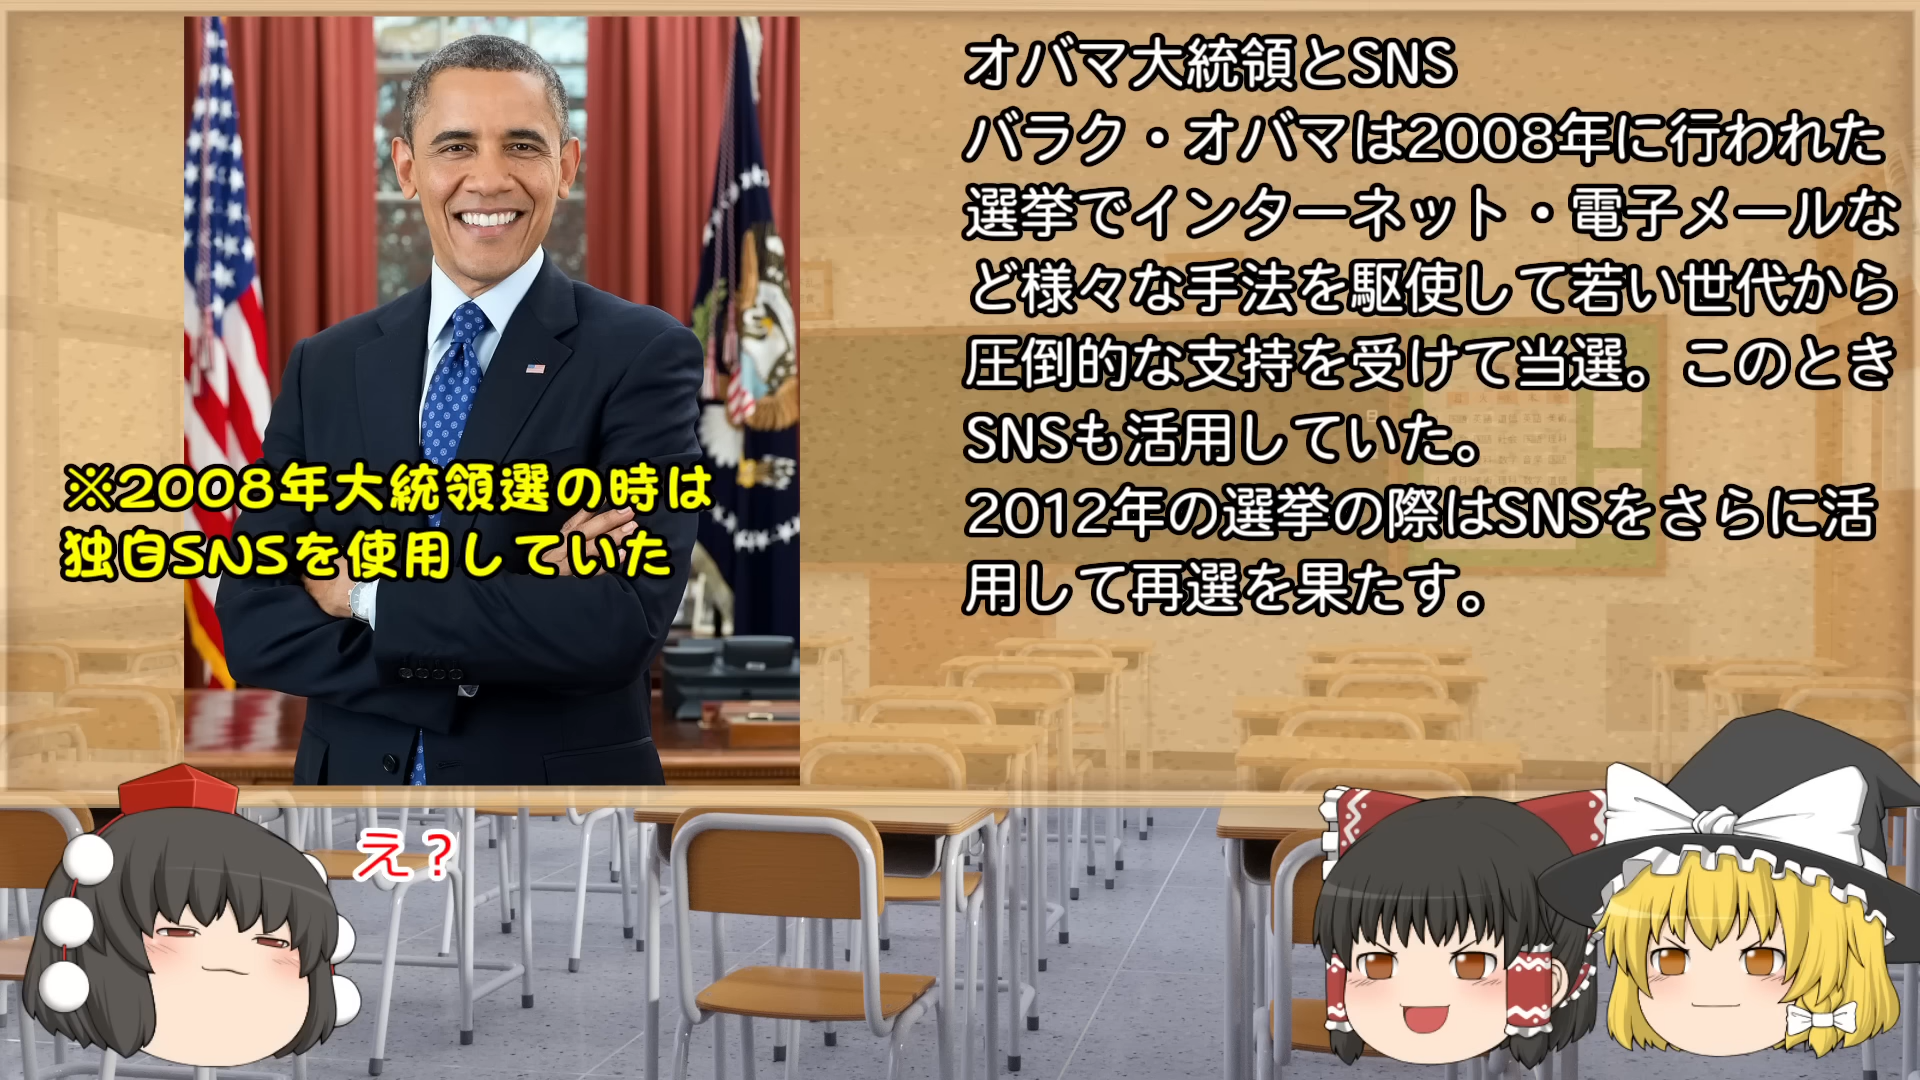 オバマ大統領とSNS
バラク・オバマは2008年に行われた
選挙でインターネット・電子メールな
ど様々な手法を駆使して若い世代から
圧倒的な支持を受けて当選。このとき
SNSも活用していた。
2012年の選挙の際はSNSをさらに活
用して再選を果たす。
※2008年大統領選の時は
独自SNSを使用していた
え？